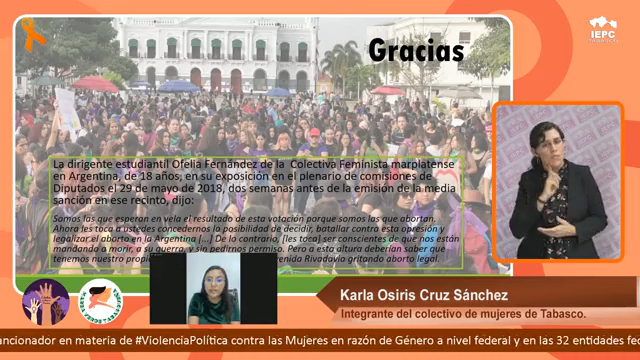 Gracias
IEPC
TABASCO
La dirigente estudiantil Ofelia Fernández de la Colectiva Feminista marplatense
en Argentina, de 18 años, en su exposición en el plenario de comisiones de
Diputados el 29 de mayo de 2018, dos semanas antes de la emisión de la media
sanción en ese recinto, dijo:
Somos las que esperan en vela el resultado de esta votación porque somos las que abortan.
Ahora les toca a ustedes concedernos la posibilidad de decidir, batallar contra esta opresión y
legalizar el aborto en la Argentina [...] De lo contrario, [les toca] ser conscientes de que nos están
mandando a morir, a su guerra, y sin pedirnos permiso. Pero a esta altura deberían saber que
tenemos nuestro propio
venida Rivadavia gritando aborto legal.
Karla Osiris Cruz Sánchez
Integrante del colectivo de mujeres de Tabasco.
ancionador en materia de #ViolenciaPolítica contra las Mujeres en razón de Género a nivel federal y en las 32 entidades fed